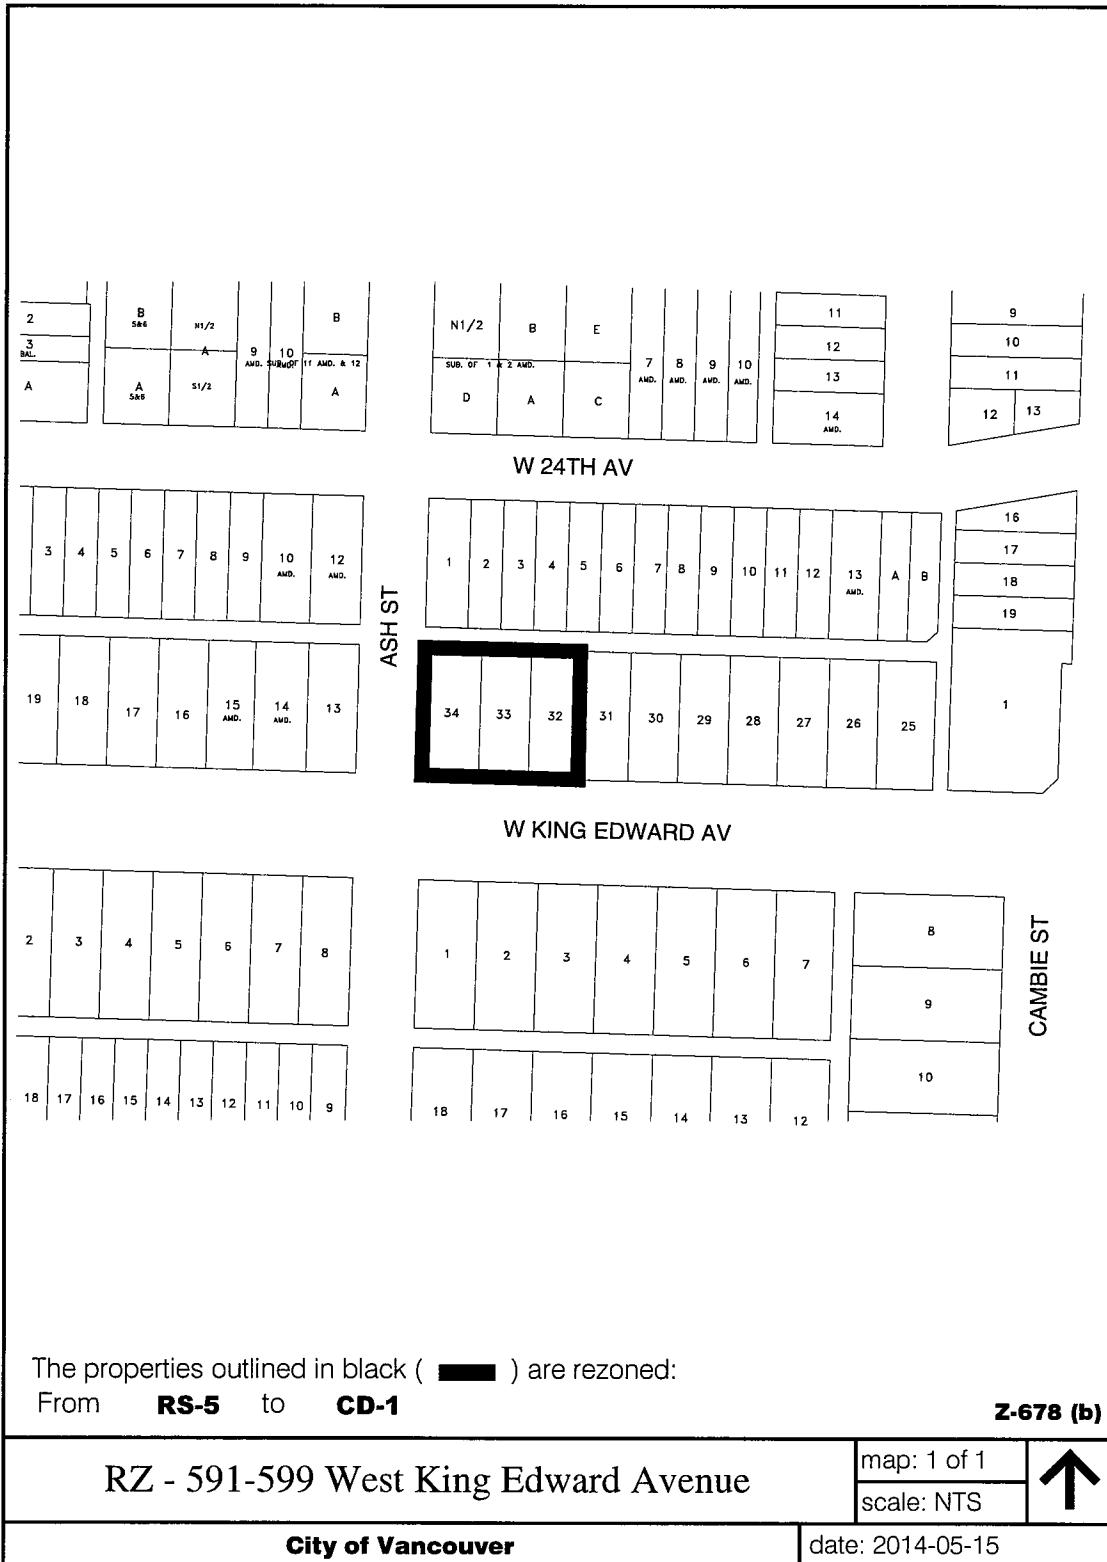 2
3
BAL.
A
B
5&6
A
5&6
N1/2
A
S1/2
9
AMD.
10
AMD.
SUB. OF 11 AMD. & 12
B
A
N1/2
B
E
SUB. OF 1 & 2 AMD.
D
A
C
7
AMD.
8
AMD.
9
AMD.
10
AMD.
11
12
13
14
AMD.
9
10
11
12 13
W 24TH AV
3 4 5 6 7 8 9 10 12
AMD. AMD.
ASH ST
1 2 3 4 5 6 7 8 9 10 11 12 13 A B
AMD.
16
17
18
19
1
19 18 17 16 15 14 13
AMD. AMD.
34 33 32 31 30 29 28 27 26 25
W KING EDWARD AV
2 3 4 5 6 7 8
1 2 3 4 5 6 7
8
9
10
CAMBIE ST
18 17 16 15 14 13 12 11 10 9
18 17 16 15 14 13 12
The properties outlined in black ( ) are rezoned:
From RS-5 to CD-1
Z-678 (b)
RZ - 591-599 West King Edward Avenue
map: 1 of 1
scale: NTS
City of Vancouver
date: 2014-05-15